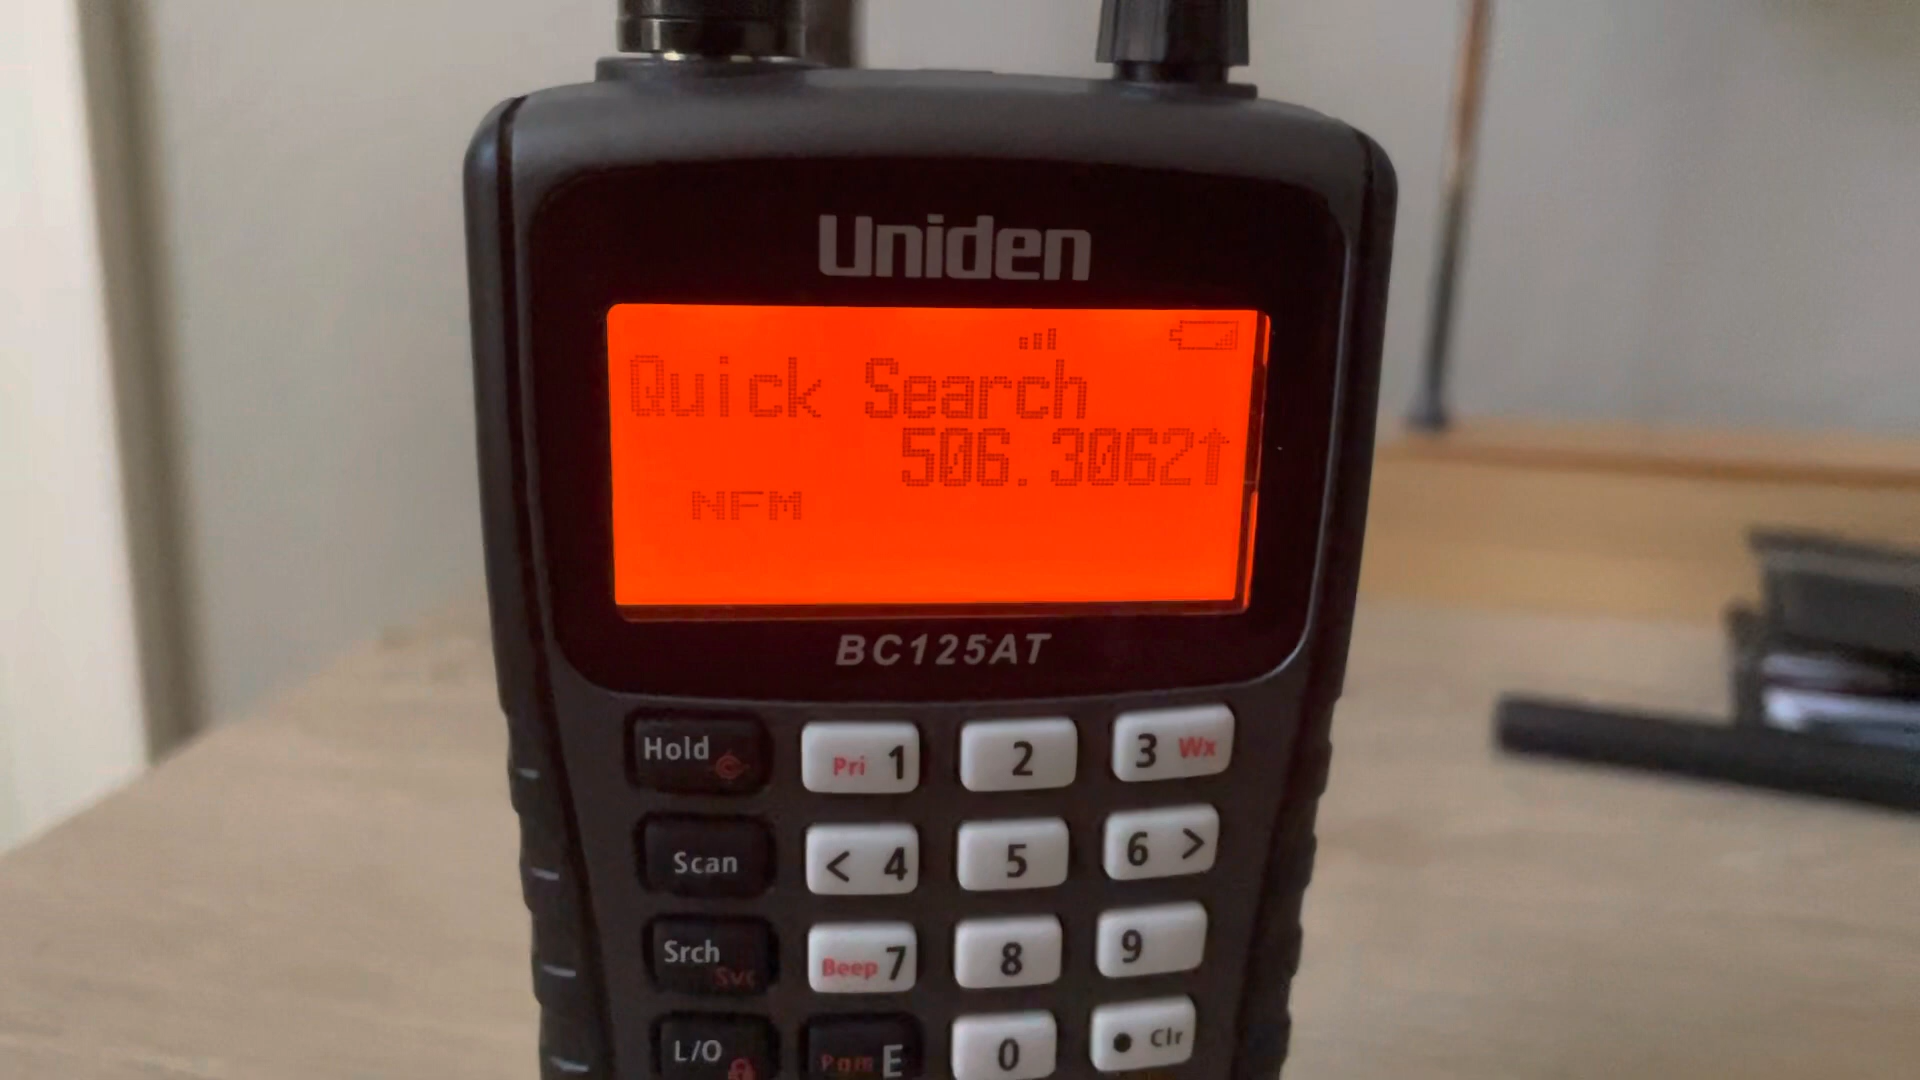 Uniden
Quick Search
506.3062↑
NFM
BC125AT
Hold Pri 1 2 3 Wx
Scan < 4 5 6 >
Srch Svc Beep 7 8 9
L/O Pgm E 0 • Clr